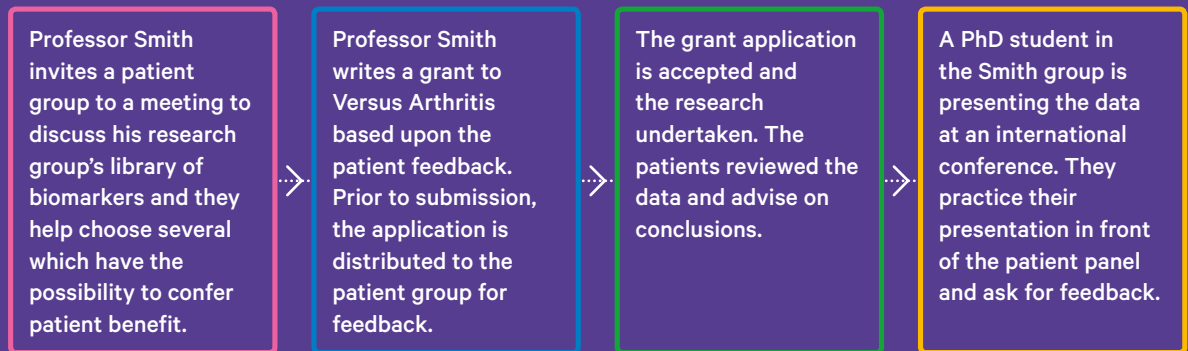 Professor Smith
invites a patient
group to a meeting to
discuss his research
group's library of
biomarkers and they
help choose several
which have the
possibility to confer
patient benefit.
Professor Smith
writes a grant to
Versus Arthritis
based upon the
patient feedback.
Prior to submission,
the application is
distributed to the
patient group for
feedback.
The grant application
is accepted and
the research
undertaken. The
patients reviewed the
data and advise on
conclusions.
A PhD student in
the Smith group is
presenting the data
at an international
conference. They
practice their
presentation in front
of the patient panel
and ask for feedback.